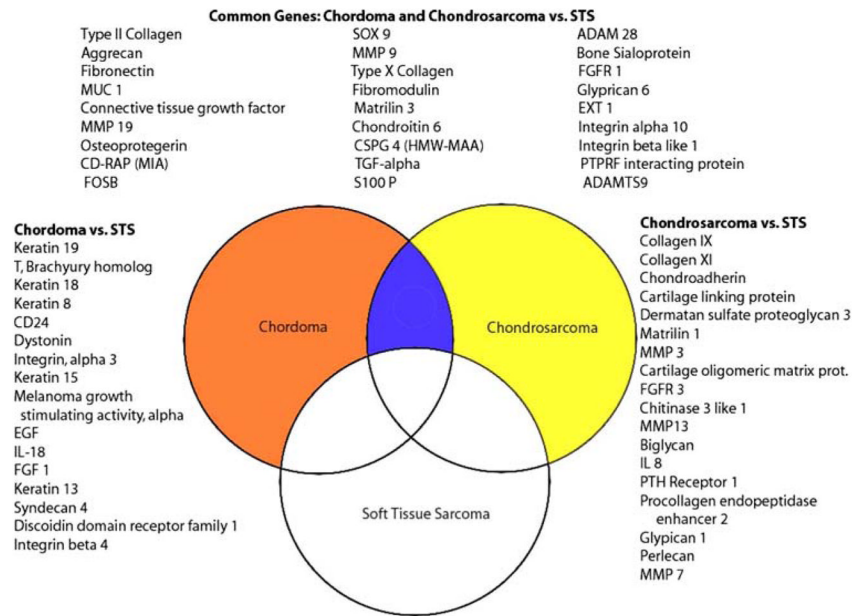 Common Genes: Chordoma and Chondrosarcoma vs. STS
Type II Collagen
Aggrecan
Fibronectin
MUC 1
Connective tissue growth factor
MMP 19
Osteoprotegerin
CD-RAP (MIA)
FOSB
SOX 9
MMP 9
Type X Collagen
Fibromodulin
Matrilin 3
Chondroitin 6
CSPG 4 (HMW-MAA)
TGF-alpha
S100 P
ADAM 28
Bone Sialoprotein
FGFR 1
Glyprican 6
EXT 1
Integrin alpha 10
Integrin beta like 1
PTPRF interacting protein
ADAMTS9
Chordoma vs. STS
Keratin 19
T, Brachyury homolog
Keratin 18
Keratin 8
CD24
Dystonin
Integrin, alpha 3
Keratin 15
Melanoma growth
stimulating activity, alpha
EGF
IL-18
FGF 1
Keratin 13
Syndecan 4
Discoidin domain receptor family 1
Integrin beta 4
Chordoma
Chondrosarcoma
Soft Tissue Sarcoma
Chondrosarcoma vs. STS
Collagen IX
Collagen XI
Chondroadherin
Cartilage linking protein
Dermatan sulfate proteoglycan 3
Matrilin 1
MMP 3
Cartilage oligomeric matrix prot.
FGFR 3
Chitinase 3 like 1
MMP13
Biglycan
IL 8
PTH Receptor 1
Procollagen endopeptidase
enhancer 2
Glypican 1
Perlecan
MMP 7